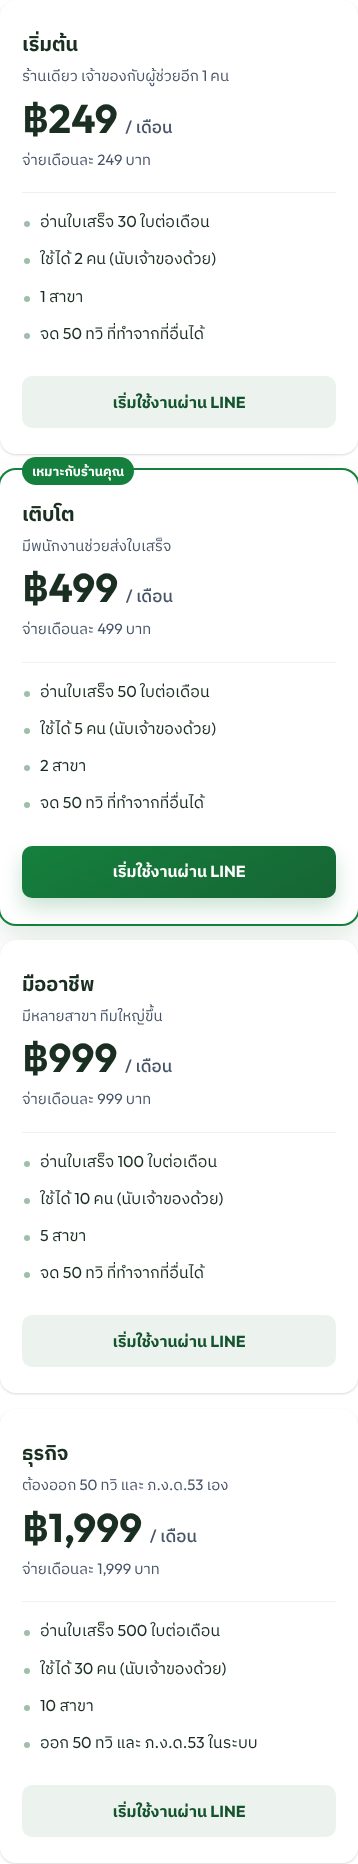 เริ่มต้น
ร้านเดียว เจ้าของกับผู้ช่วยอีก 1 คน
฿249 / เดือน
จ่ายเดือนละ 249 บาท
อ่านใบเสร็จ 30 ใบต่อเดือน
ใช้ได้ 2 คน (นับเจ้าของด้วย)
1 สาขา
จด 50 ทวิ ที่ทำจากที่อื่นได้
เริ่มใช้งานผ่าน LINE
เหมาะกับร้านคุณ
เติบโต
มีพนักงานช่วยส่งใบเสร็จ
฿499 / เดือน
จ่ายเดือนละ 499 บาท
อ่านใบเสร็จ 50 ใบต่อเดือน
ใช้ได้ 5 คน (นับเจ้าของด้วย)
2 สาขา
จด 50 ทวิ ที่ทำจากที่อื่นได้
เริ่มใช้งานผ่าน LINE
มืออาชีพ
มีหลายสาขา ทีมใหญ่ขึ้น
฿999 / เดือน
จ่ายเดือนละ 999 บาท
อ่านใบเสร็จ 100 ใบต่อเดือน
ใช้ได้ 10 คน (นับเจ้าของด้วย)
5 สาขา
จด 50 ทวิ ที่ทำจากที่อื่นได้
เริ่มใช้งานผ่าน LINE
ธุรกิจ
ต้องออก 50 ทวิ และ ภ.ง.ด.53 เอง
฿1,999 / เดือน
จ่ายเดือนละ 1,999 บาท
อ่านใบเสร็จ 500 ใบต่อเดือน
ใช้ได้ 30 คน (นับเจ้าของด้วย)
10 สาขา
ออก 50 ทวิ และ ภ.ง.ด.53 ในระบบ
เริ่มใช้งานผ่าน LINE